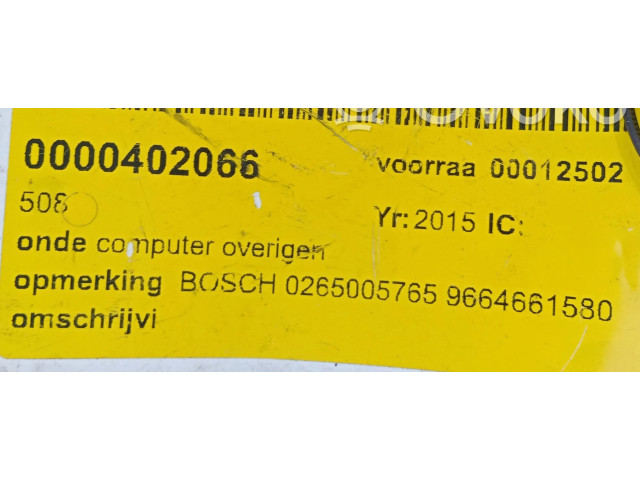 0000402066 voorraa 00012502
508
Yr: 2015 IC:
onde computer overigen
opmerking BOSCH 0265005765 9664661580
omschrijvi